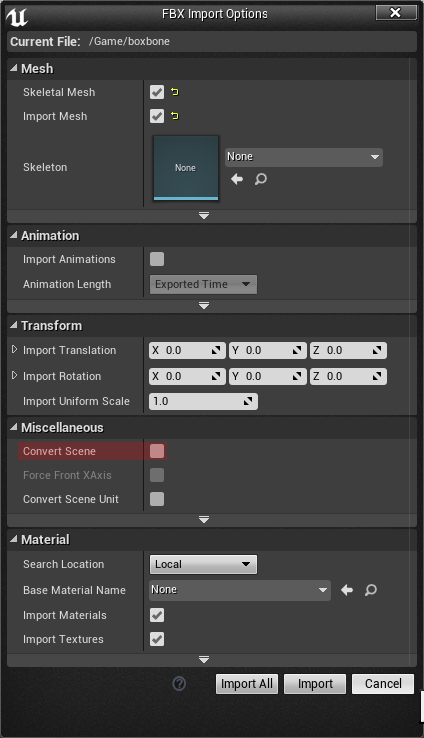 FBX Import Options
Current File: /Game/boxbone
Mesh
Skeletal Mesh
Import Mesh
Skeleton
None
None
Animation
Import Animations
Animation Length
Exported Time
Transform
Import Translation X 0.0 Y 0.0 Z 0.0
Import Rotation X 0.0 Y 0.0 Z 0.0
Import Uniform Scale 1.0
Miscellaneous
Convert Scene
Force Front XAxis
Convert Scene Unit
Material
Search Location Local
Base Material Name None
Import Materials
Import Textures
? Import All Import Cancel